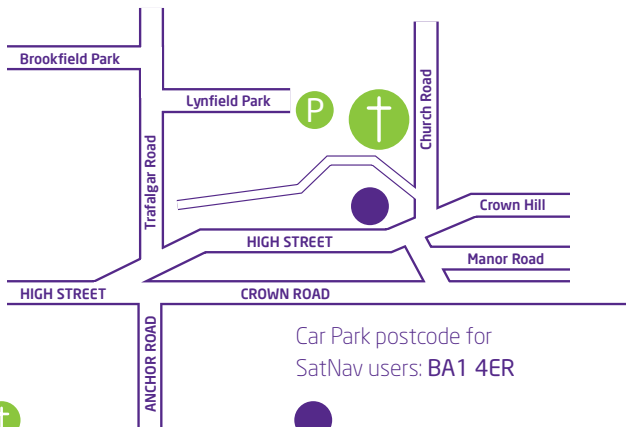 Brookfield Park
Lynfield Park
P
Church Road
Trafalgar Road
Crown Hill
HIGH STREET
Manor Road
HIGH STREET
CROWN ROAD
ANCHOR ROAD
Car Park postcode for
SatNav users: BA1 4ER